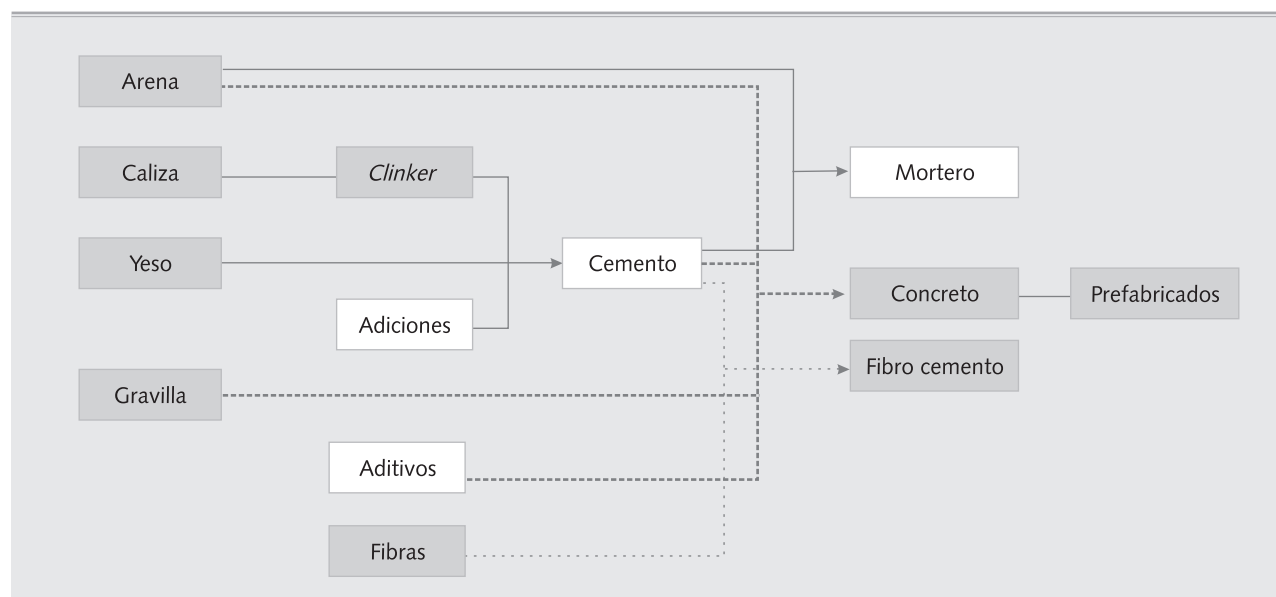 Arena
Caliza
Clinker
Mortero
Yeso
Cemento
Concreto
Prefabricados
Adiciones
Fibro cemento
Gravilla
Aditivos
Fibras